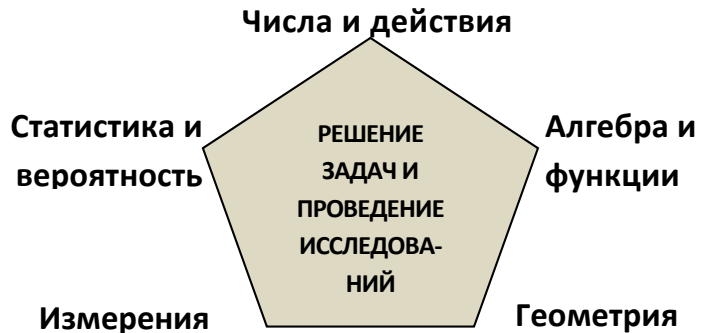 Числа и действия
Статистика и
вероятность
Алгебра и
функции
РЕШЕНИЕ
ЗАДАЧ И
ПРОВЕДЕНИЕ
ИССЛЕДОВА-
НИЙ
Измерения
Геометрия